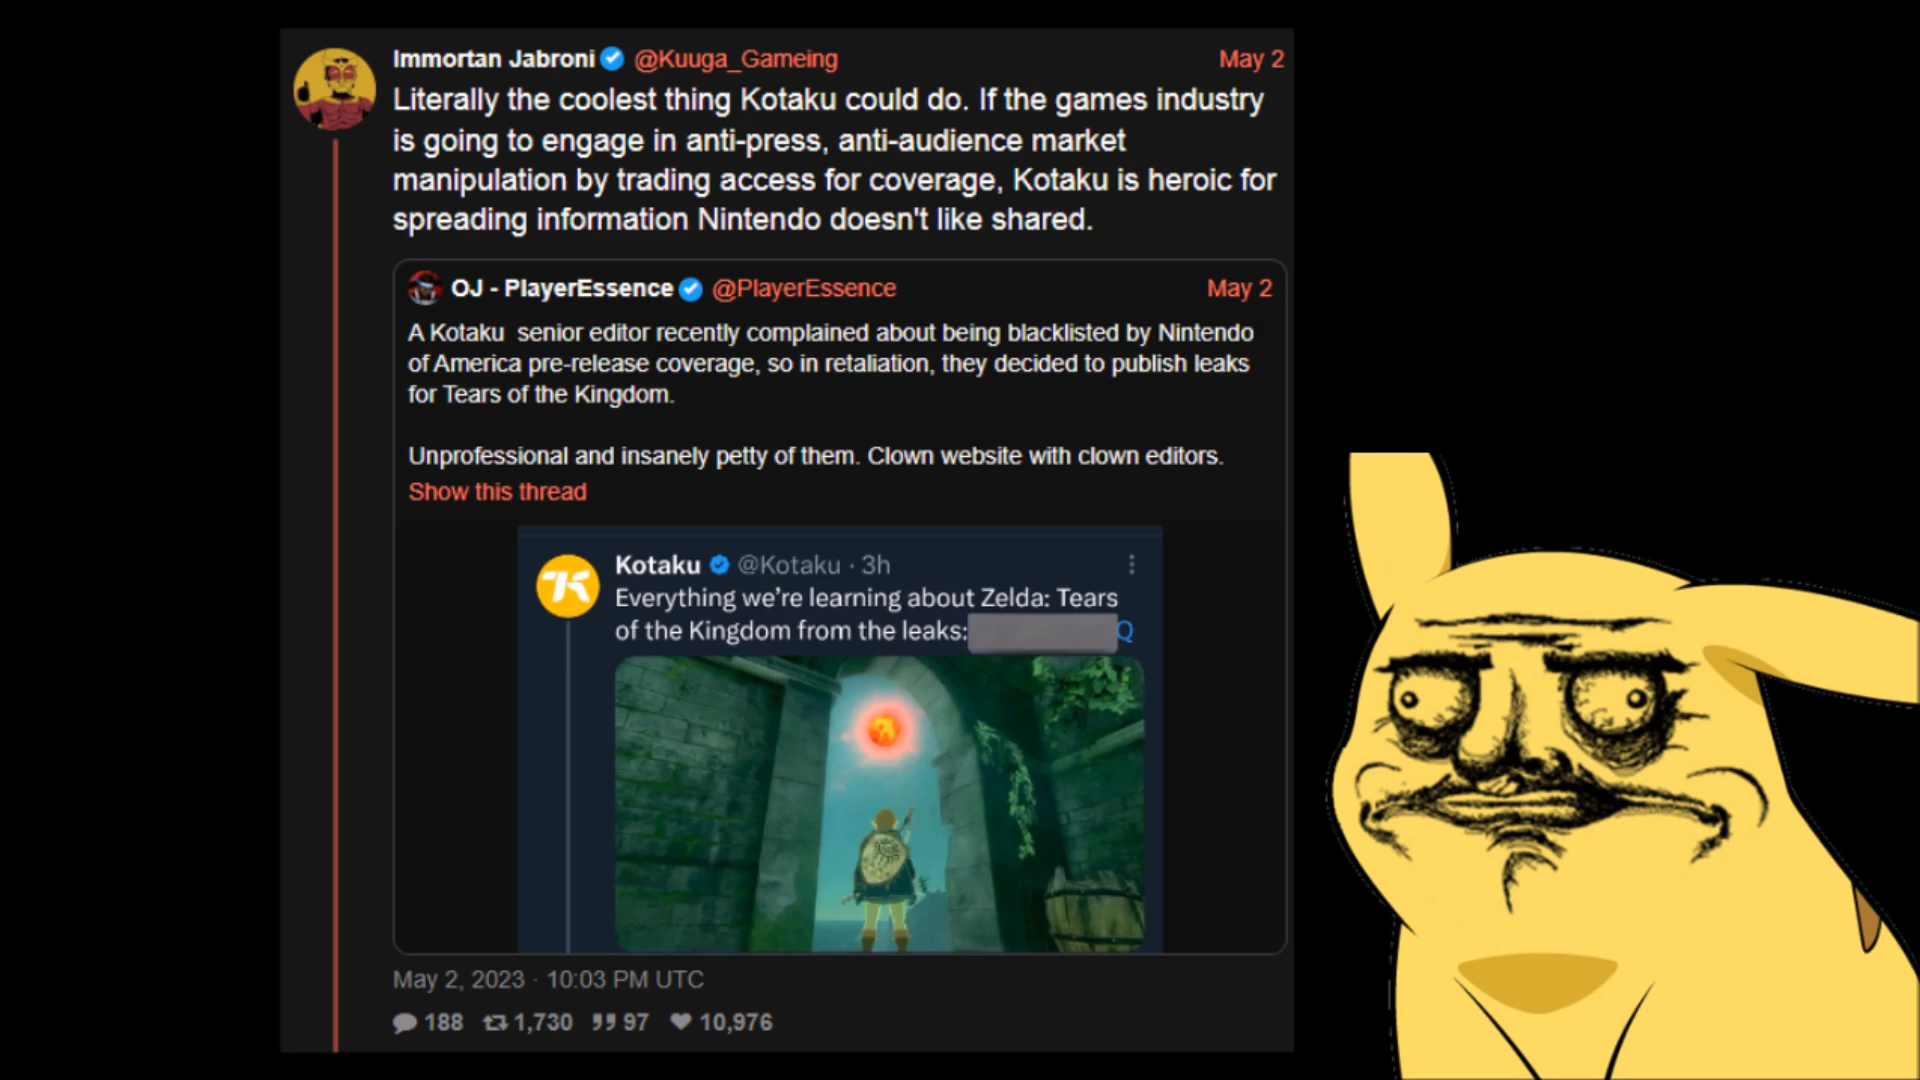 Immortan Jabroni @Kuuga_Gameing May 2
Literally the coolest thing Kotaku could do. If the games industry
is going to engage in anti-press, anti-audience market
manipulation by trading access for coverage, Kotaku is heroic for
spreading information Nintendo doesn't like shared.
OJ - PlayerEssence @PlayerEssence May 2
A Kotaku senior editor recently complained about being blacklisted by Nintendo
of America pre-release coverage, so in retaliation, they decided to publish leaks
for Tears of the Kingdom.
Unprofessional and insanely petty of them. Clown website with clown editors.
Show this thread
Kotaku @Kotaku · 3h
Everything we're learning about Zelda: Tears
of the Kingdom from the leaks: Q
May 2, 2023 · 10:03 PM UTC
188 1,730 97 10,976